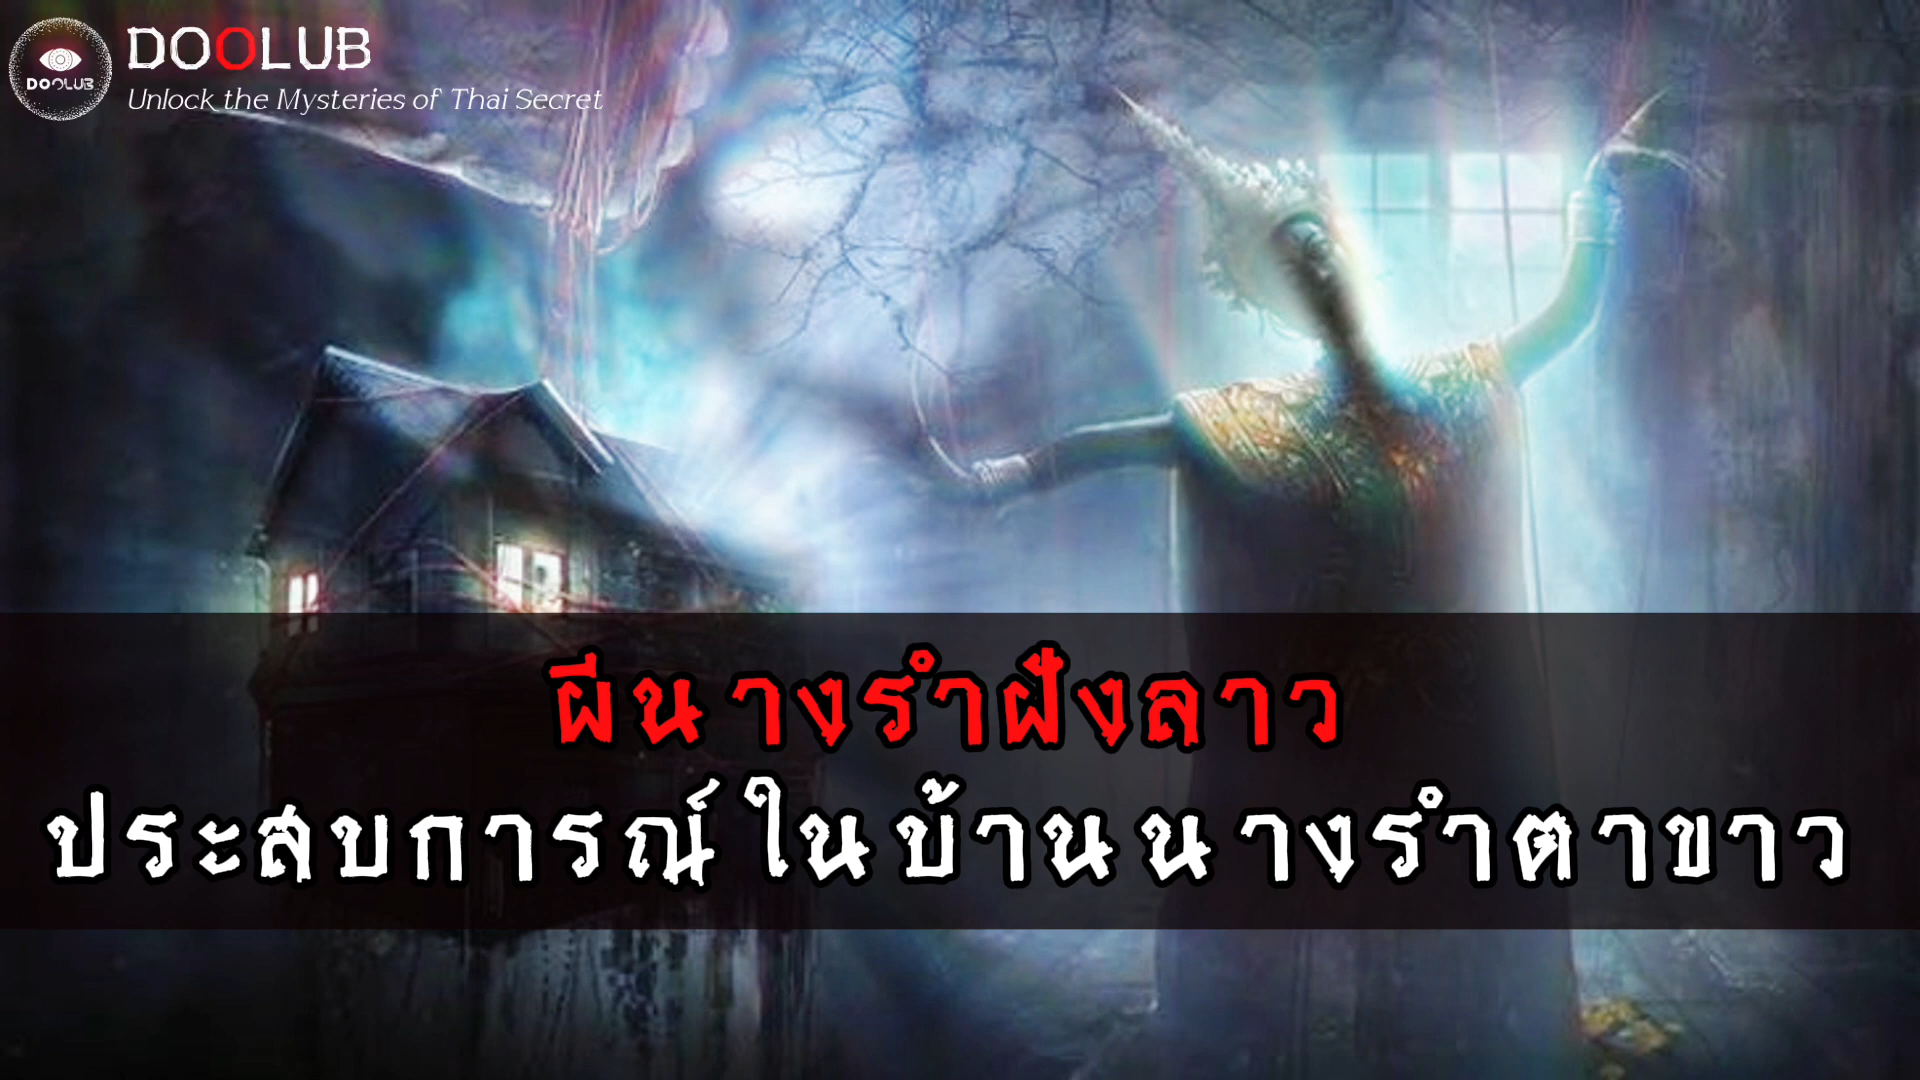 DOOLUB
DOOLUB
Unlock the Mysteries of Thai Secret
ผีนางรำฝั่งลาว
ประสบการณ์ในบ้านนางรำตาขาว